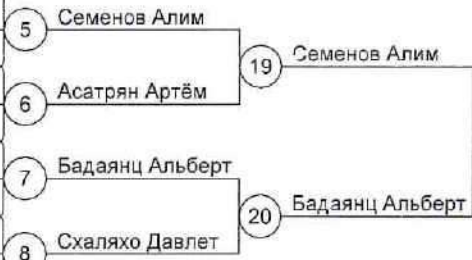 5 Семенов Алим
19 Семенов Алим
6 Асатрян Артём
7 Бадаянц Альберт
20 Бадаянц Альберт
8 Схаляхо Давлет